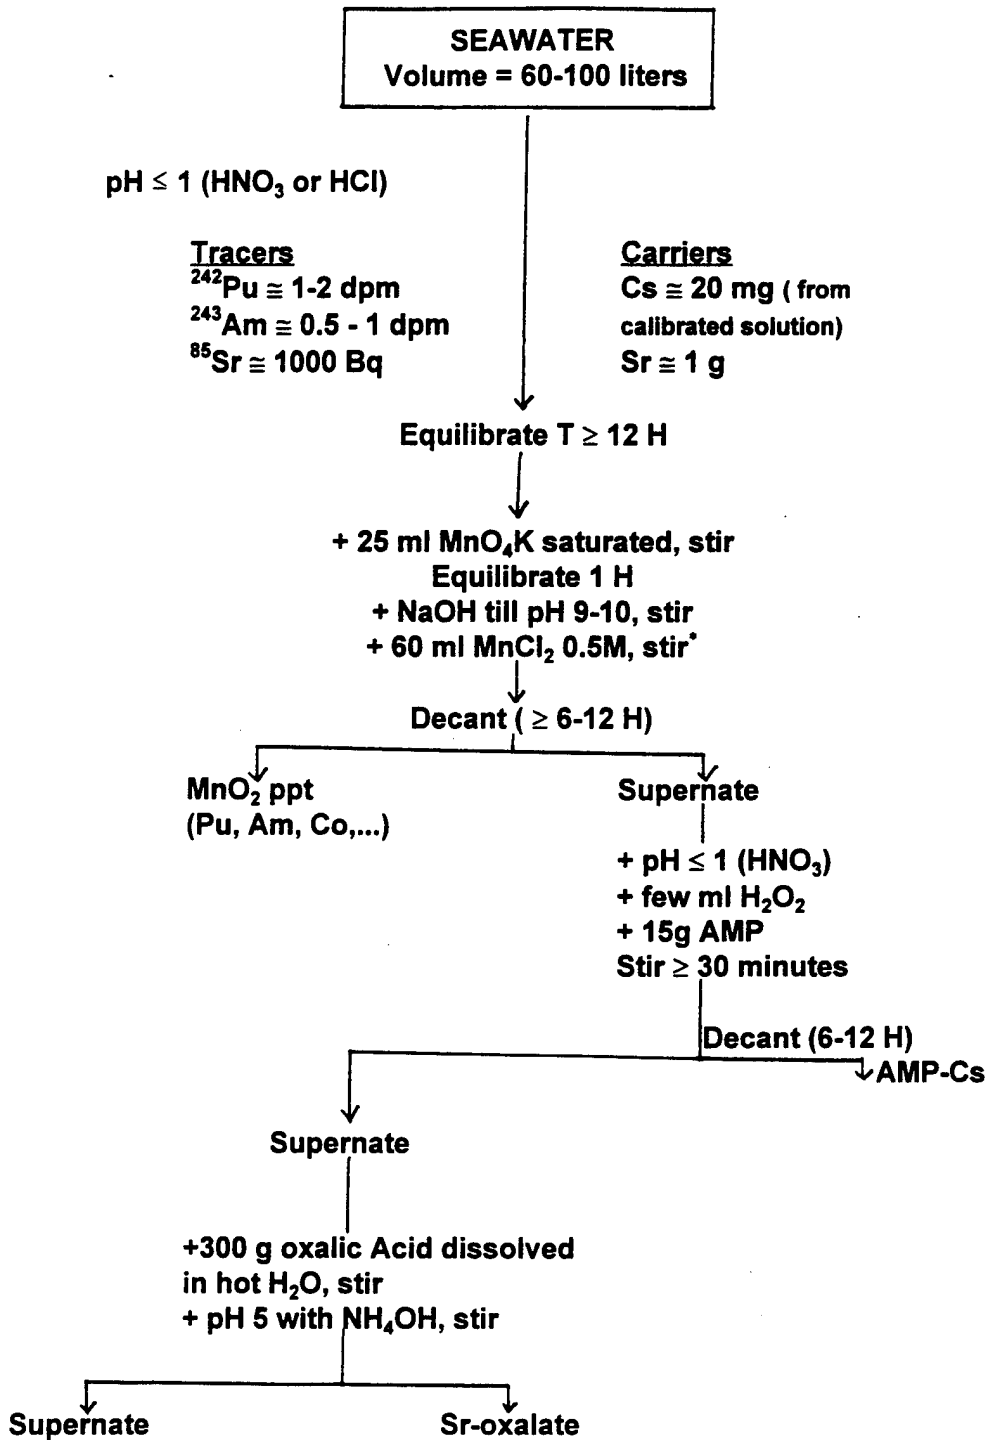 SEAWATER
Volume = 60-100 liters
pH ≤ 1 (HNO₃ or HCl)
Tracers
²⁴²Pu ≅ 1-2 dpm
²⁴³Am ≅ 0.5 - 1 dpm
⁸⁵Sr ≅ 1000 Bq
Carriers
Cs ≅ 20 mg ( from
calibrated solution)
Sr ≅ 1 g
Equilibrate T ≥ 12 H
+ 25 ml MnO₄K saturated, stir
Equilibrate 1 H
+ NaOH till pH 9-10, stir
+ 60 ml MnCl₂ 0.5M, stir*
Decant ( ≥ 6-12 H)
MnO₂ ppt
(Pu, Am, Co,...)
Supernate
+ pH ≤ 1 (HNO₃)
+ few ml H₂O₂
+ 15g AMP
Stir ≥ 30 minutes
Decant (6-12 H)
AMP-Cs
Supernate
+300 g oxalic Acid dissolved
in hot H₂O, stir
+ pH 5 with NH₄OH, stir
Supernate
Sr-oxalate